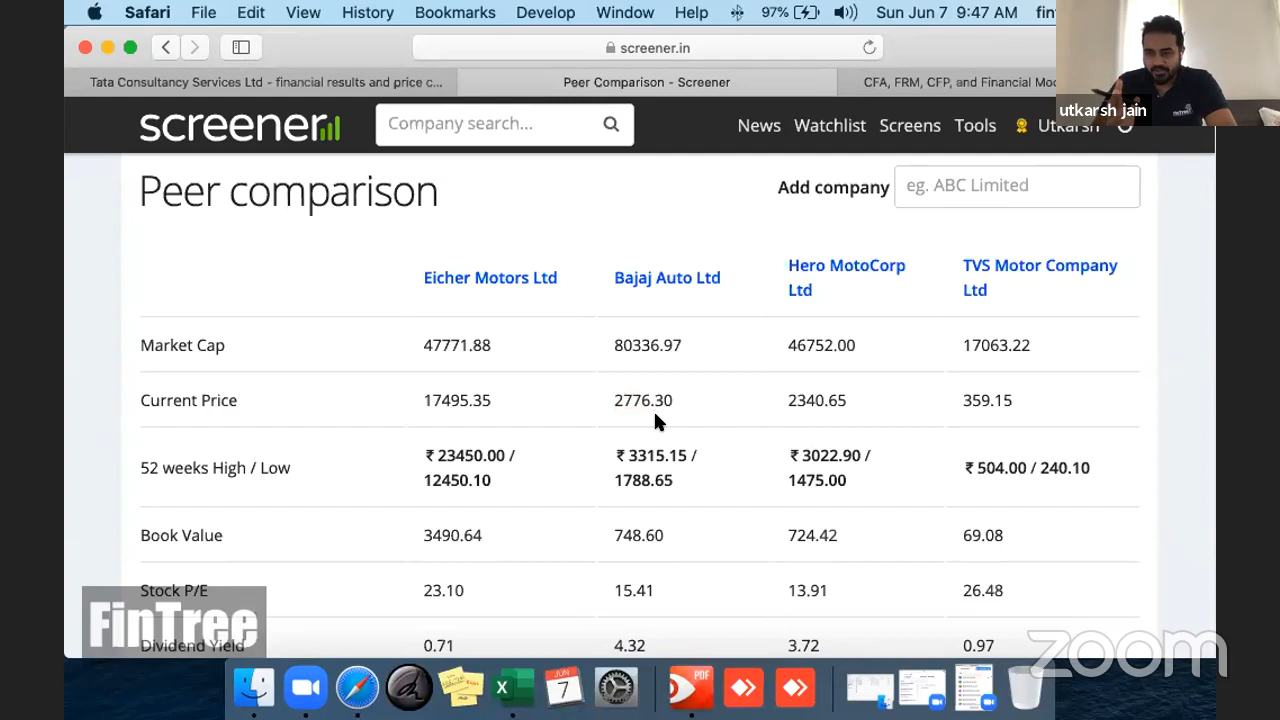 Safari File Edit View History Bookmarks Develop Window Help 97% Sun Jun 7 9:47 AM fin
screener.in
Tata Consultancy Services Ltd - financial results and price c... Peer Comparison - Screener CFA, FRM, CFP, and Financial Mod
utkarsh jain
screener Company search... News Watchlist Screens Tools Utkarsh
Peer comparison Add company eg. ABC Limited
Eicher Motors Ltd Bajaj Auto Ltd Hero MotoCorp Ltd TVS Motor Company Ltd
Market Cap 47771.88 80336.97 46752.00 17063.22
Current Price 17495.35 2776.30 2340.65 359.15
52 weeks High / Low ₹ 23450.00 / 12450.10 ₹ 3315.15 / 1788.65 ₹ 3022.90 / 1475.00 ₹ 504.00 / 240.10
Book Value 3490.64 748.60 724.42 69.08
Stock P/E 23.10 15.41 13.91 26.48
FinTree
Dividend Yield 0.71 4.32 3.72 0.97
zoom
JUN
7
PDF